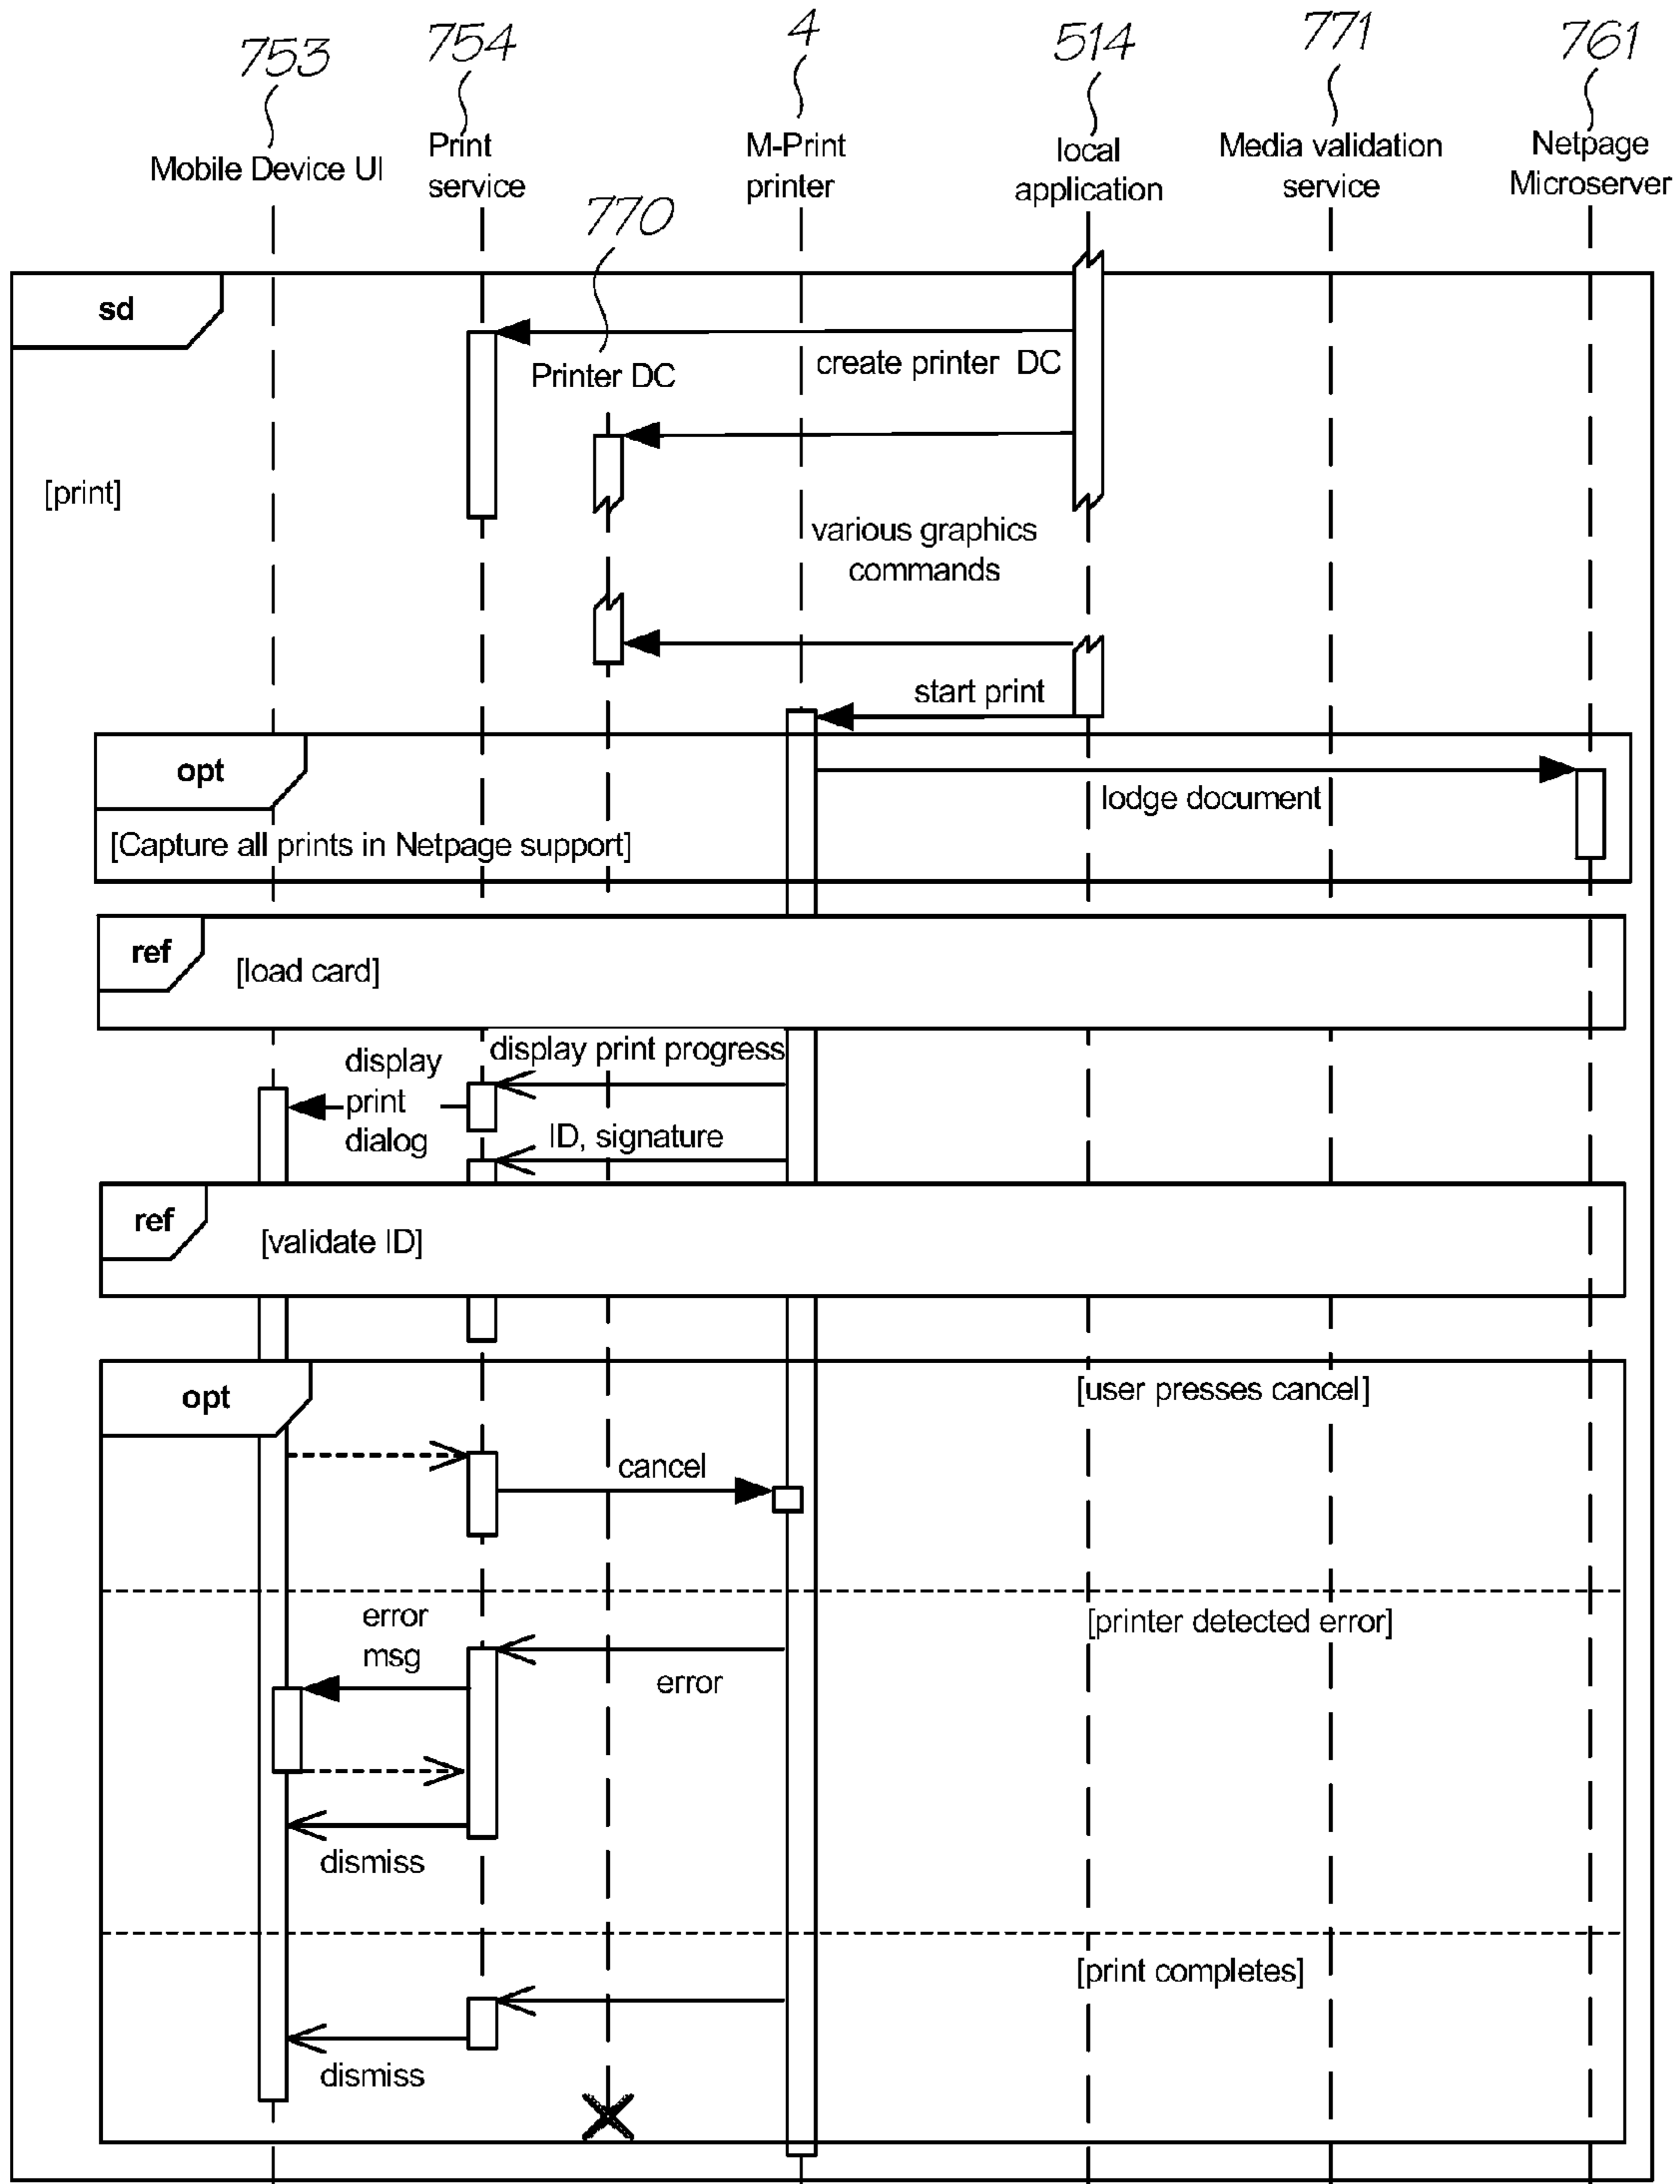 753
754
4
514
771
761
Mobile Device UI
Print
service
M-Print
printer
local
application
Media validation
service
Netpage
Microserver
770
sd
create printer DC
Printer DC
[print]
various graphics
commands
start print
opt
lodge document
[Capture all prints in Netpage support]
ref
[load card]
display print progress
display
print
dialog
ID, signature
ref
[validate ID]
opt
[user presses cancel]
cancel
[printer detected error]
error
msg
error
dismiss
[print completes]
dismiss